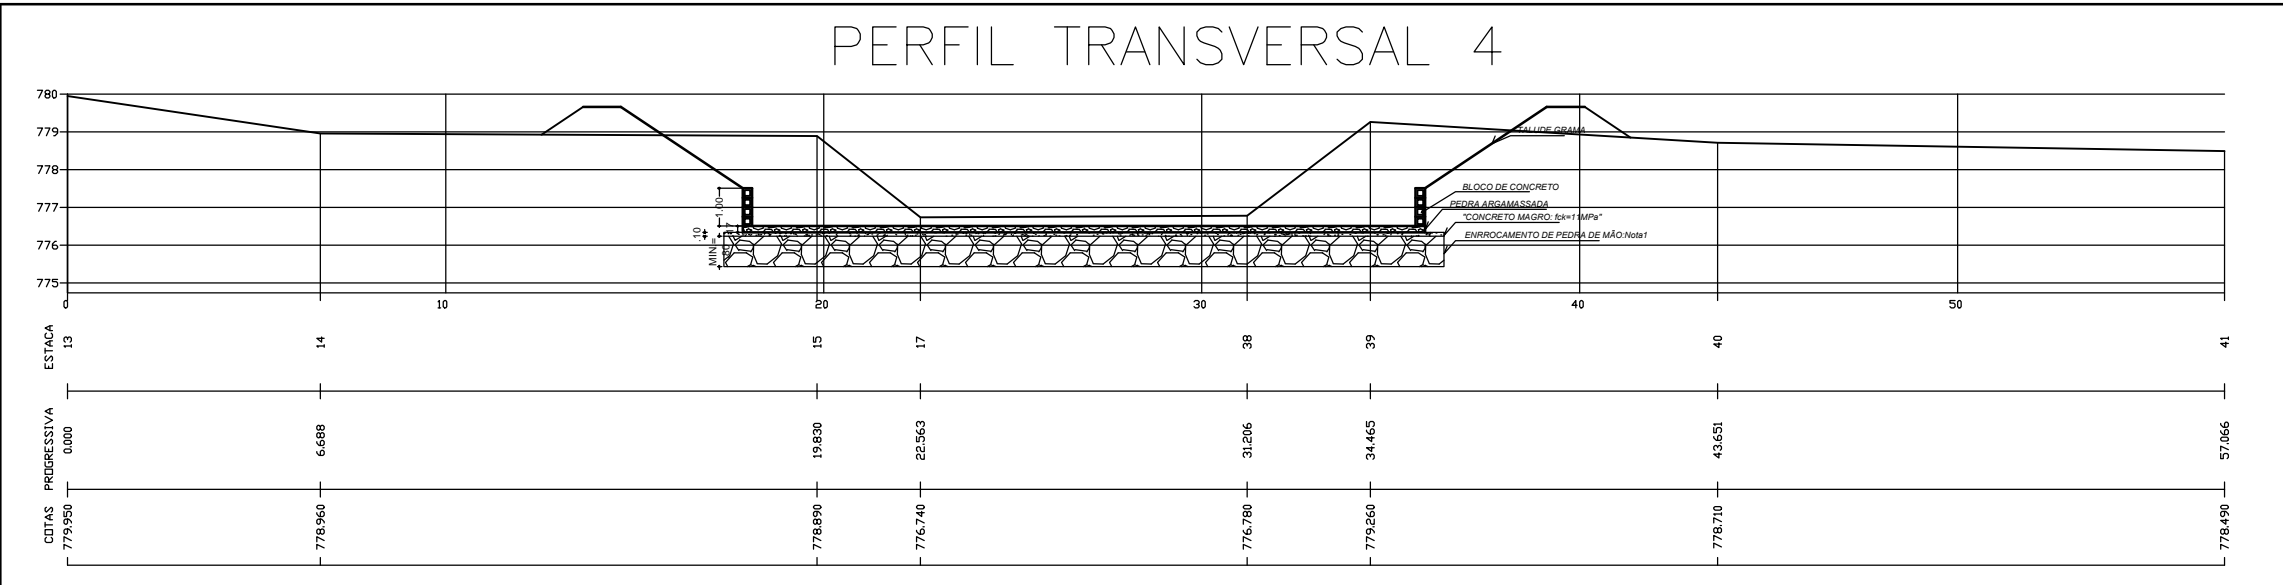 PERFIL TRANSVERSAL 4
780
779
778
777
776
775
TALUDE GRAMA
BLOCO DE CONCRETO
PEDRA ARGAMASSADA
"CONCRETO MAGRO: fck=11MPa"
ENRROCAMENTO DE PEDRA DE MÃO:Nota1
1.00
.10
MIN=
0 10 20 30 40 50
ESTACA 13 14 15 17 38 39 40 41
PROGRESSIVA 0.000 6.688 19.830 22.563 31.206 34.465 43.651 57.066
COTAS 779.950 778.960 778.890 776.740 776.780 779.260 778.710 778.490